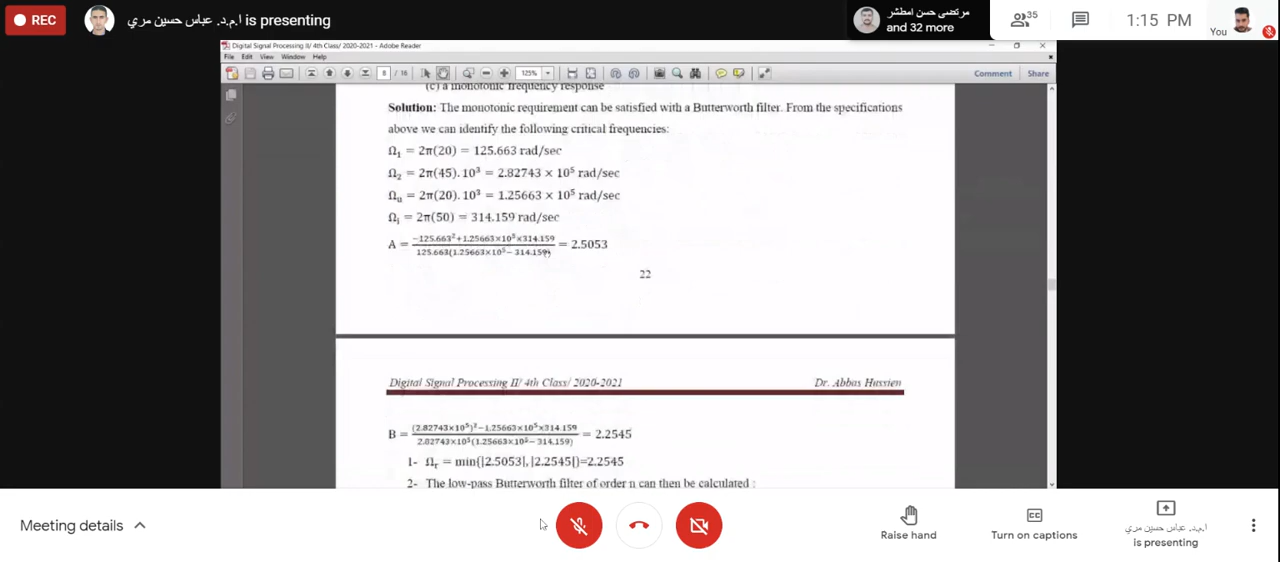 REC
ا.م.د. عباس حسين مري is presenting
مرتضى حسن امطشر
and 32 more
35
1:15 PM
You
Digital Signal Processing II/ 4th Class/ 2020-2021 - Adobe Reader
File Edit View Window Help
8 / 16
125%
Comment Share
(c) a monotonic frequency response
Solution: The monotonic requirement can be satisfied with a Butterworth filter. From the specifications
above we can identify the following critical frequencies:
Ω₁ = 2π(20) = 125.663 rad/sec
Ω₂ = 2π(45).10³ = 2.82743 × 10⁵ rad/sec
Ωᵤ = 2π(20).10³ = 1.25663 × 10⁵ rad/sec
Ωₗ = 2π(50) = 314.159 rad/sec
A = (−125.663²+1.25663×10⁵×314.159)/(125.663(1.25663×10⁵−314.159)) = 2.5053
22
Digital Signal Processing II/ 4th Class/ 2020-2021 Dr. Abbas Hussien
B = ((2.82743×10⁵)²−1.25663×10⁵×314.159)/(2.82743×10⁵(1.25663×10⁵−314.159)) = 2.2545
1- Ωᵣ = min{|2.5053|, |2.2545|}=2.2545
2- The low-pass Butterworth filter of order n can then be calculated :
Meeting details
Raise hand
Turn on captions
ا.م.د. عباس حسين مري
is presenting